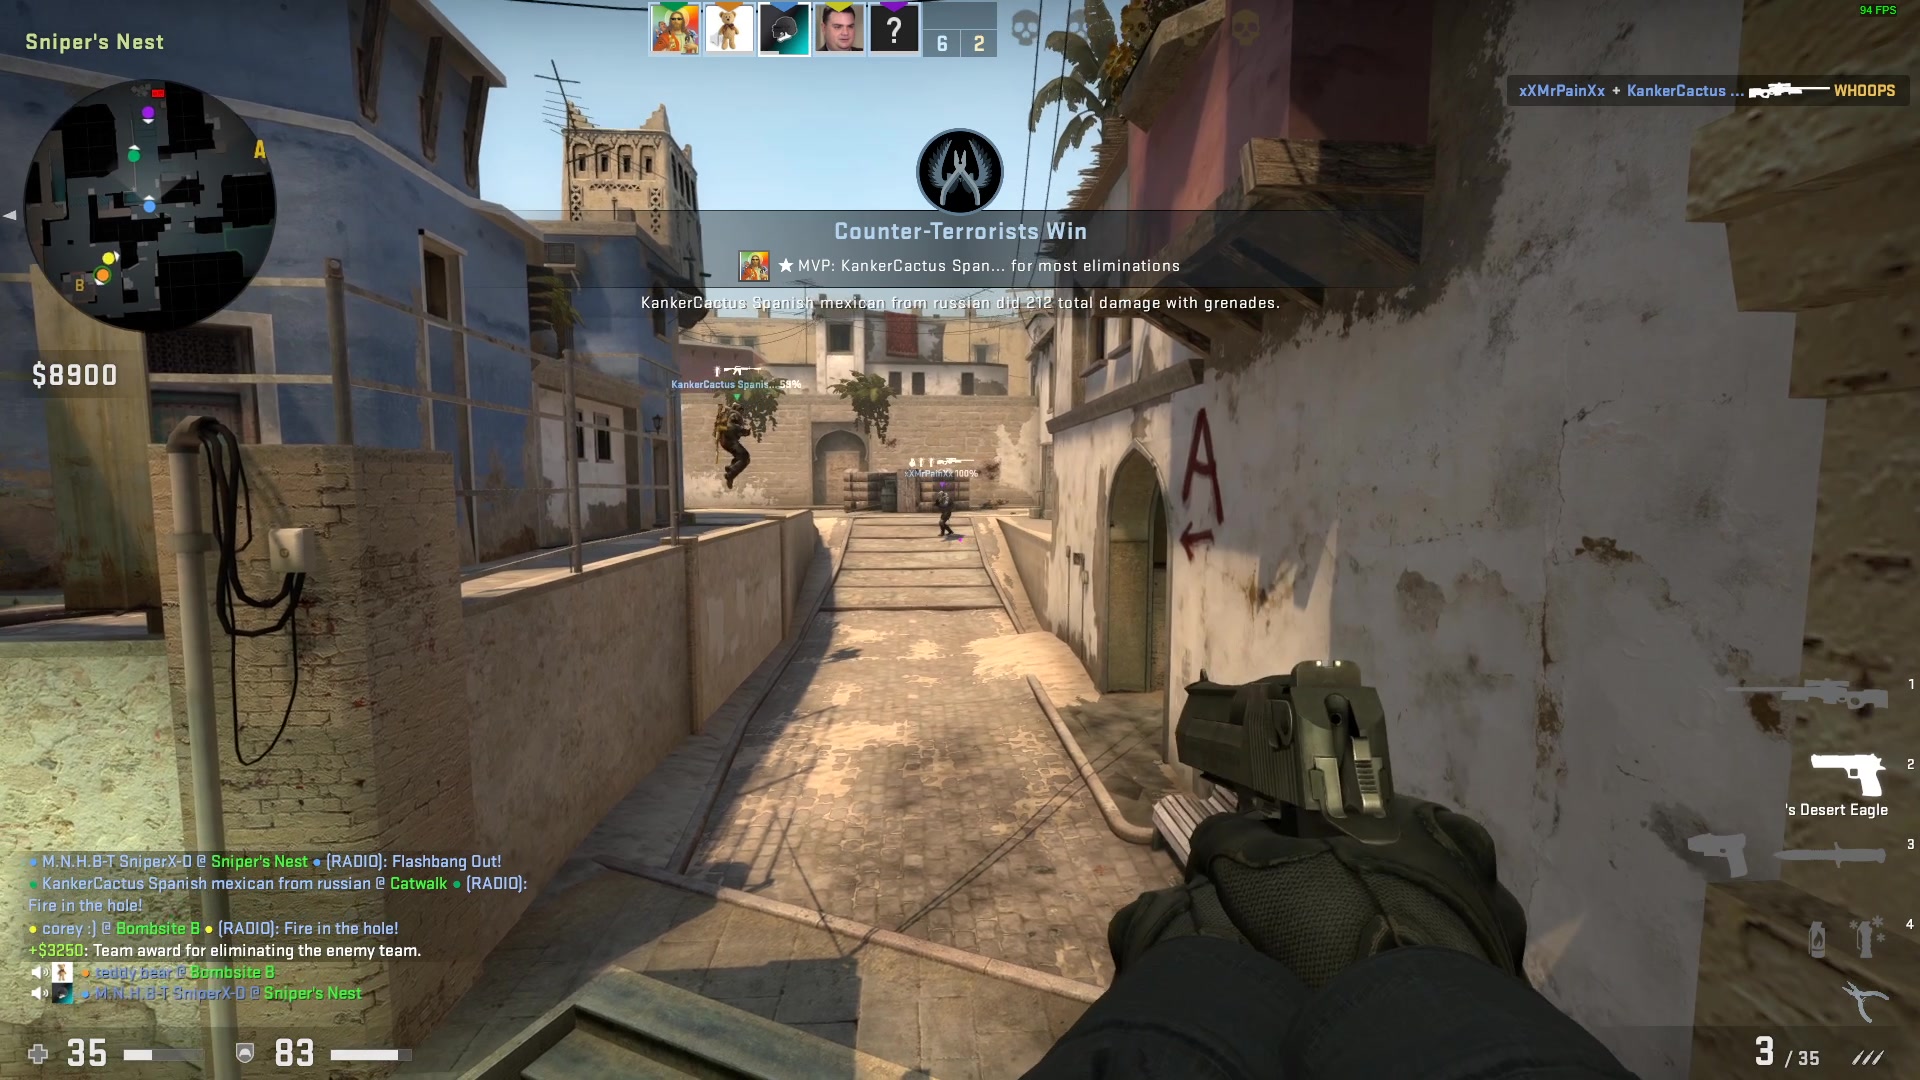 94 FPS
Sniper's Nest
?
6 2
xXMrPainXx + KankerCactus ... WHOOPS
A
B
Counter-Terrorists Win
MVP: KankerCactus Span... for most eliminations
KankerCactus Spanish mexican from russian did 212 total damage with grenades.
$8900
KankerCactus Spanis... 59%
xXMrPainXx 100%
A
1
2
's Desert Eagle
3
4
M.N.H.B-T SniperX-D @ Sniper's Nest ● (RADIO): Flashbang Out!
KankerCactus Spanish mexican from russian @ Catwalk ● (RADIO):
Fire in the hole!
corey :) @ Bombsite B ● (RADIO): Fire in the hole!
+$3250: Team award for eliminating the enemy team.
teddy bear @ Bombsite B
M.N.H.B-T SniperX-D @ Sniper's Nest
35 83
3 / 35